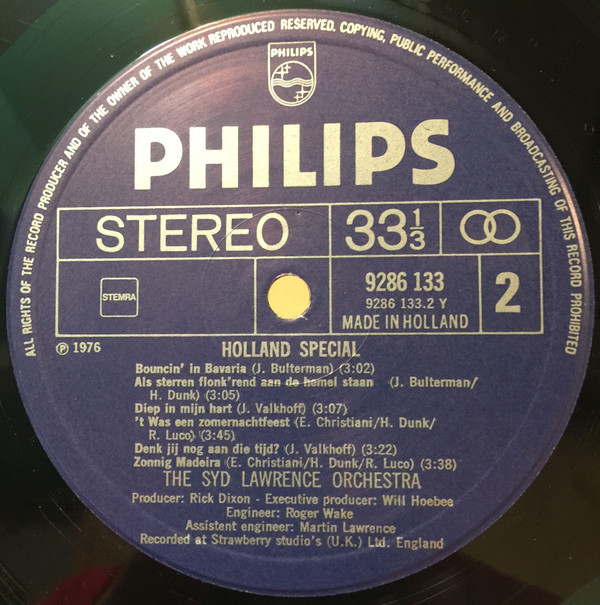 ALL RIGHTS OF THE RECORD PRODUCER AND OF THE OWNER OF THE WORK REPRODUCED RESERVED. COPYING, PUBLIC PERFORMANCE AND BROADCASTING OF THIS RECORD PROHIBITED
PHILIPS
PHILIPS
STEREO
33 1/3
STEMRA
9286 133
9286 133.2 Y
MADE IN HOLLAND
2
℗ 1976
HOLLAND SPECIAL
Bouncin' in Bavaria (J. Bulterman) (3:02)
Als sterren flonk'rend aan de hemel staan (J. Bulterman/
H. Dunk) (3:05)
Diep in mijn hart (J. Valkhoff) (3:07)
't Was een zomernachtfeest (E. Christiani/H. Dunk/
R. Luco) (3:45)
Denk jij nog aan die tijd? (J. Valkhoff) (3:22)
Zonnig Madeira (E. Christiani/H. Dunk/R. Luco) (3:38)
THE SYD LAWRENCE ORCHESTRA
Producer: Rick Dixon - Executive producer: Will Hoebee
Engineer: Roger Wake
Assistent engineer: Martin Lawrence
Recorded at Strawberry studio's (U.K.) Ltd. England